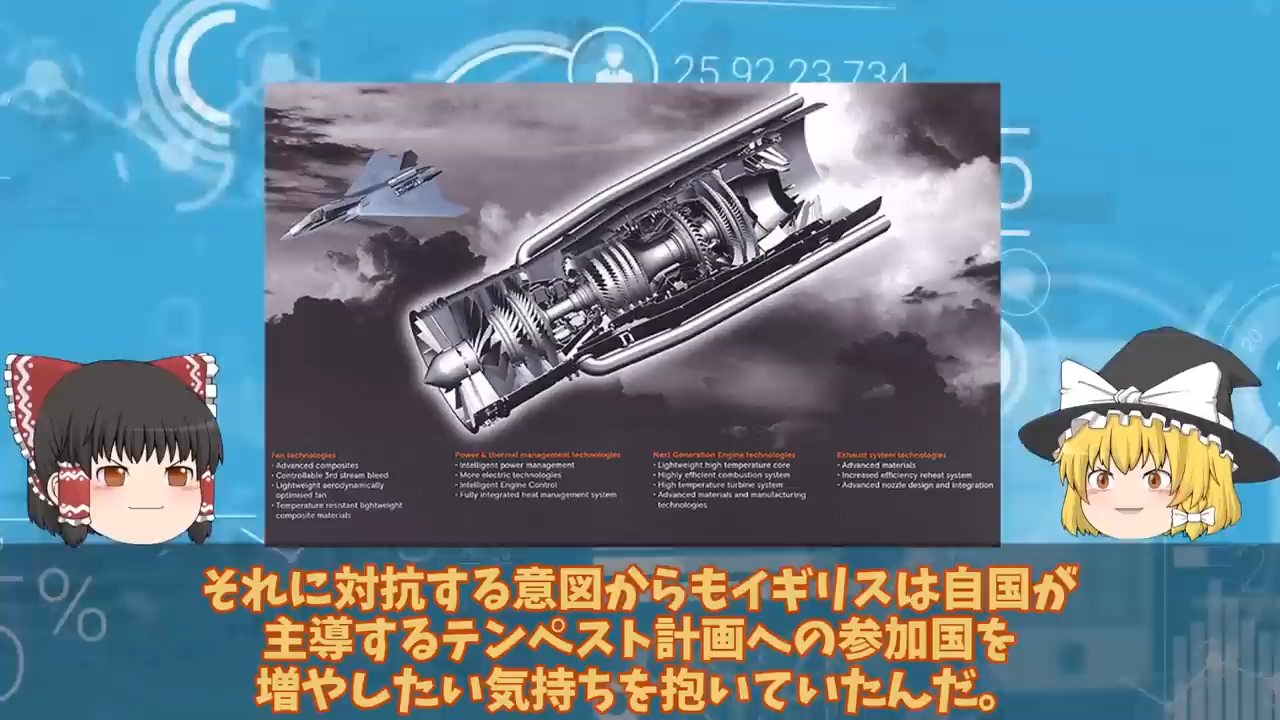 25 92 23 734
Fan technologies
· Advanced composites
· Controllable 3rd stream bleed
· Lightweight aerodynamically
optimised fan
· Temperature resistant lightweight
composite materials
Power & thermal management technologies
· Intelligent power management
· More electric technologies
· Intelligent Engine Control
· Fully integrated heat management system
Next Generation Engine technologies
· Lightweight high temperature core
· Highly efficient combustion system
· High temperature turbine system
· Advanced materials and manufacturing
technologies
Exhaust system technologies
· Advanced materials
· Increased efficiency reheat system
· Advanced nozzle design and integration
%
20
それに対抗する意図からもイギリスは自国が
主導するテンペスト計画への参加国を
増やしたい気持ちを抱いていたんだ。